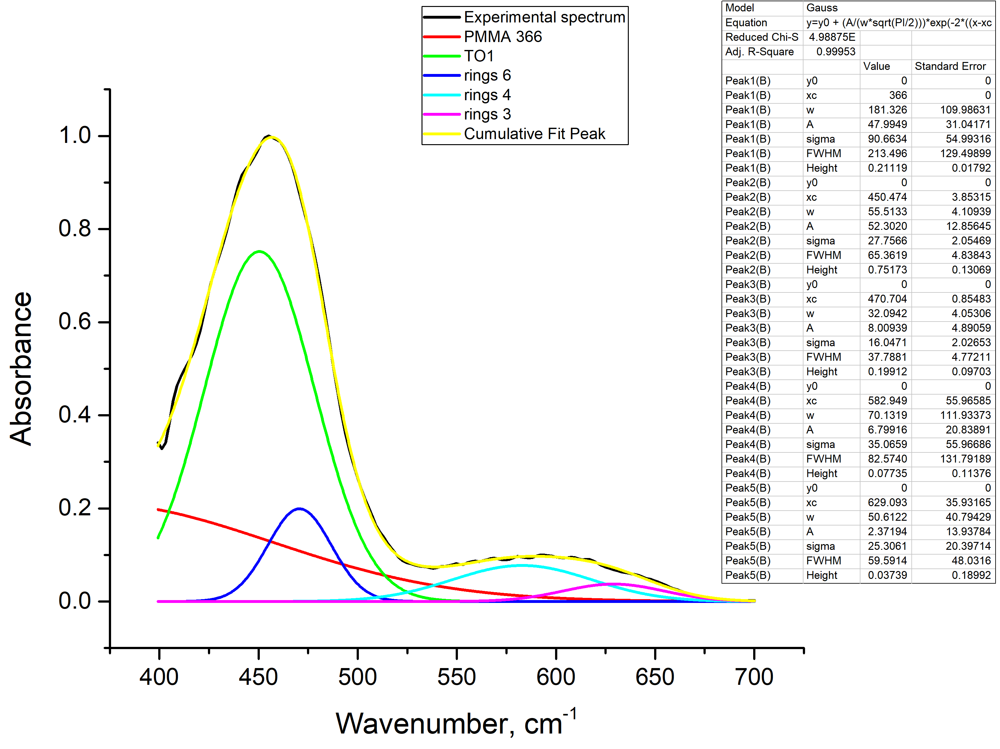 Experimental spectrum
PMMA 366
TO1
rings 6
rings 4
rings 3
Cumulative Fit Peak
Absorbance
1.0
0.8
0.6
0.4
0.2
0.0
400 450 500 550 600 650 700
Wavenumber, cm⁻¹
Model Gauss
Equation y=y0 + (A/(w*sqrt(PI/2)))*exp(-2*((x-xc
Reduced Chi-S 4.98875E
Adj. R-Square 0.99953
Value Standard Error
Peak1(B) y0 0 0
Peak1(B) xc 366 0
Peak1(B) w 181.326 109.98631
Peak1(B) A 47.9949 31.04171
Peak1(B) sigma 90.6634 54.99316
Peak1(B) FWHM 213.496 129.49899
Peak1(B) Height 0.21119 0.01792
Peak2(B) y0 0 0
Peak2(B) xc 450.474 3.85315
Peak2(B) w 55.5133 4.10939
Peak2(B) A 52.3020 12.85645
Peak2(B) sigma 27.7566 2.05469
Peak2(B) FWHM 65.3619 4.83843
Peak2(B) Height 0.75173 0.13069
Peak3(B) y0 0 0
Peak3(B) xc 470.704 0.85483
Peak3(B) w 32.0942 4.05306
Peak3(B) A 8.00939 4.89059
Peak3(B) sigma 16.0471 2.02653
Peak3(B) FWHM 37.7881 4.77211
Peak3(B) Height 0.19912 0.09703
Peak4(B) y0 0 0
Peak4(B) xc 582.949 55.96585
Peak4(B) w 70.1319 111.93373
Peak4(B) A 6.79916 20.83891
Peak4(B) sigma 35.0659 55.96686
Peak4(B) FWHM 82.5740 131.79189
Peak4(B) Height 0.07735 0.11376
Peak5(B) y0 0 0
Peak5(B) xc 629.093 35.93165
Peak5(B) w 50.6122 40.79429
Peak5(B) A 2.37194 13.93784
Peak5(B) sigma 25.3061 20.39714
Peak5(B) FWHM 59.5914 48.0316
Peak5(B) Height 0.03739 0.18992